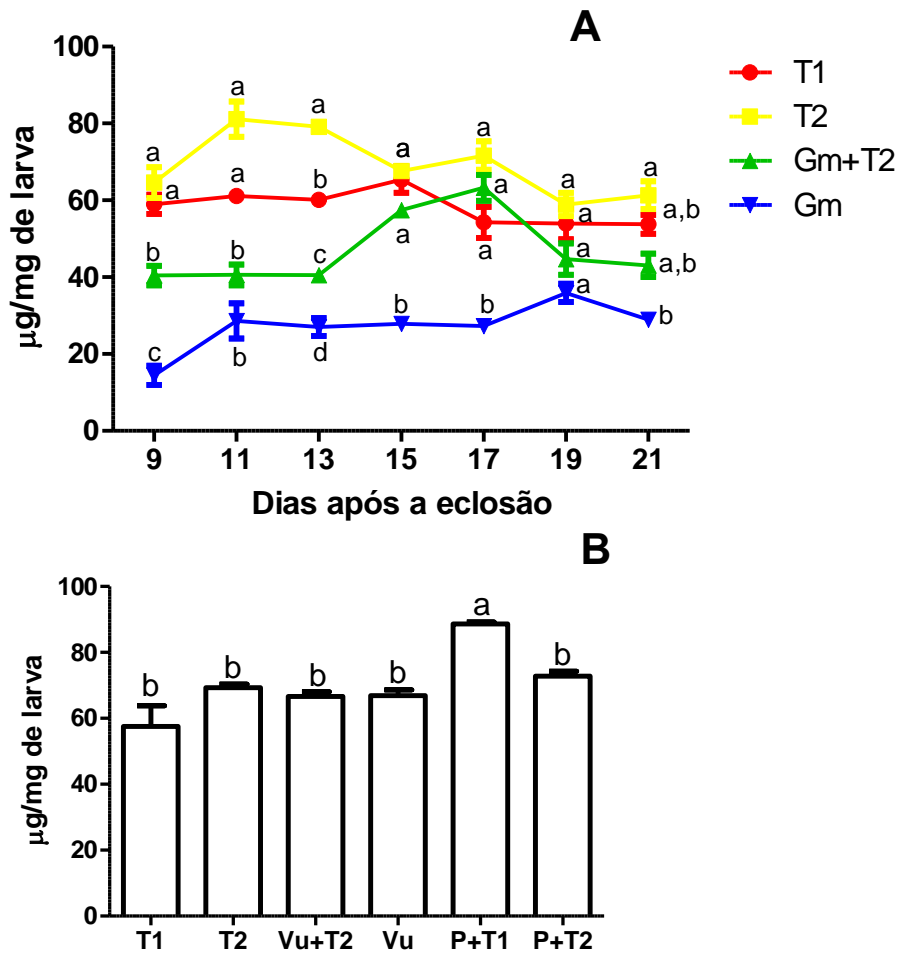 A
100
80
60
40
20
0
µg/mg de larva
a
a
a
a
a
a
a
a
a
b
a
a
a,b
b
b
c
a
a
a
a,b
c
b
d
b
b
a
b
9 11 13 15 17 19 21
Dias após a eclosão
T1
T2
Gm+T2
Gm
B
100
80
60
40
20
0
µg/mg de larva
b b b b a b
T1 T2 Vu+T2 Vu P+T1 P+T2